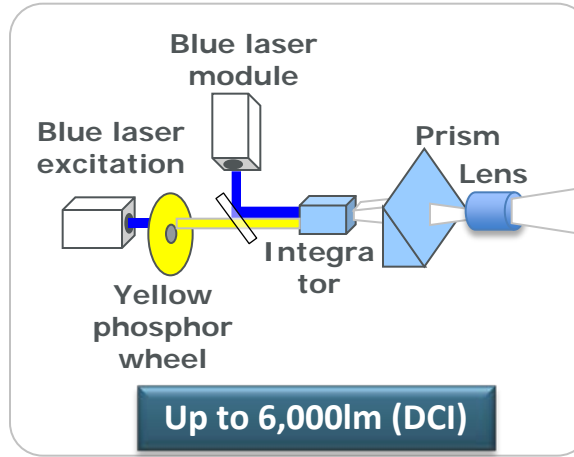 Blue laser
module
Blue laser
excitation
Prism
Lens
Integra
tor
Yellow
phosphor
wheel
Up to 6,000lm (DCI)